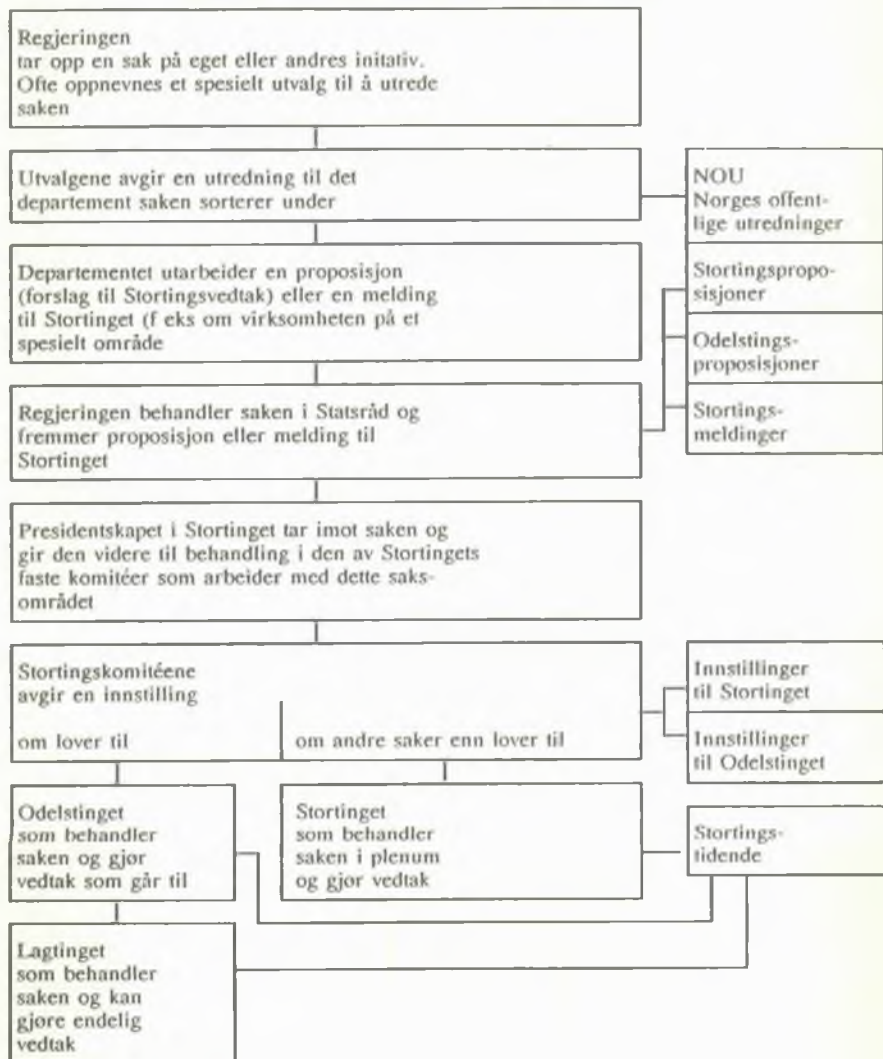 Regjeringen
tar opp en sak på eget eller andres initativ.
Ofte oppnevnes et spesielt utvalg til å utrede
saken
Utvalgene avgir en utredning til det
departement saken sorterer under
NOU
Norges offent-
lige utredninger
Departementet utarbeider en proposisjon
(forslag til Stortingsvedtak) eller en melding
til Stortinget (f eks om virksomheten på et
spesielt område
Stortingspropo-
sisjoner
Odelstings-
proposisjoner
Regjeringen behandler saken i Statsråd og
fremmer proposisjon eller melding til
Stortinget
Stortings-
meldinger
Presidentskapet i Stortinget tar imot saken og
gir den videre til behandling i den av Stortingets
faste komitéer som arbeider med dette saks-
området
Stortingskomitéene
avgir en innstilling
om lover til
om andre saker enn lover til
Innstillinger
til Stortinget
Innstillinger
til Odelstinget
Odelstinget
som behandler
saken og gjør
vedtak som går til
Stortinget
som behandler
saken i plenum
og gjør vedtak
Stortings-
tidende
Lagtinget
som behandler
saken og kan
gjøre endelig
vedtak